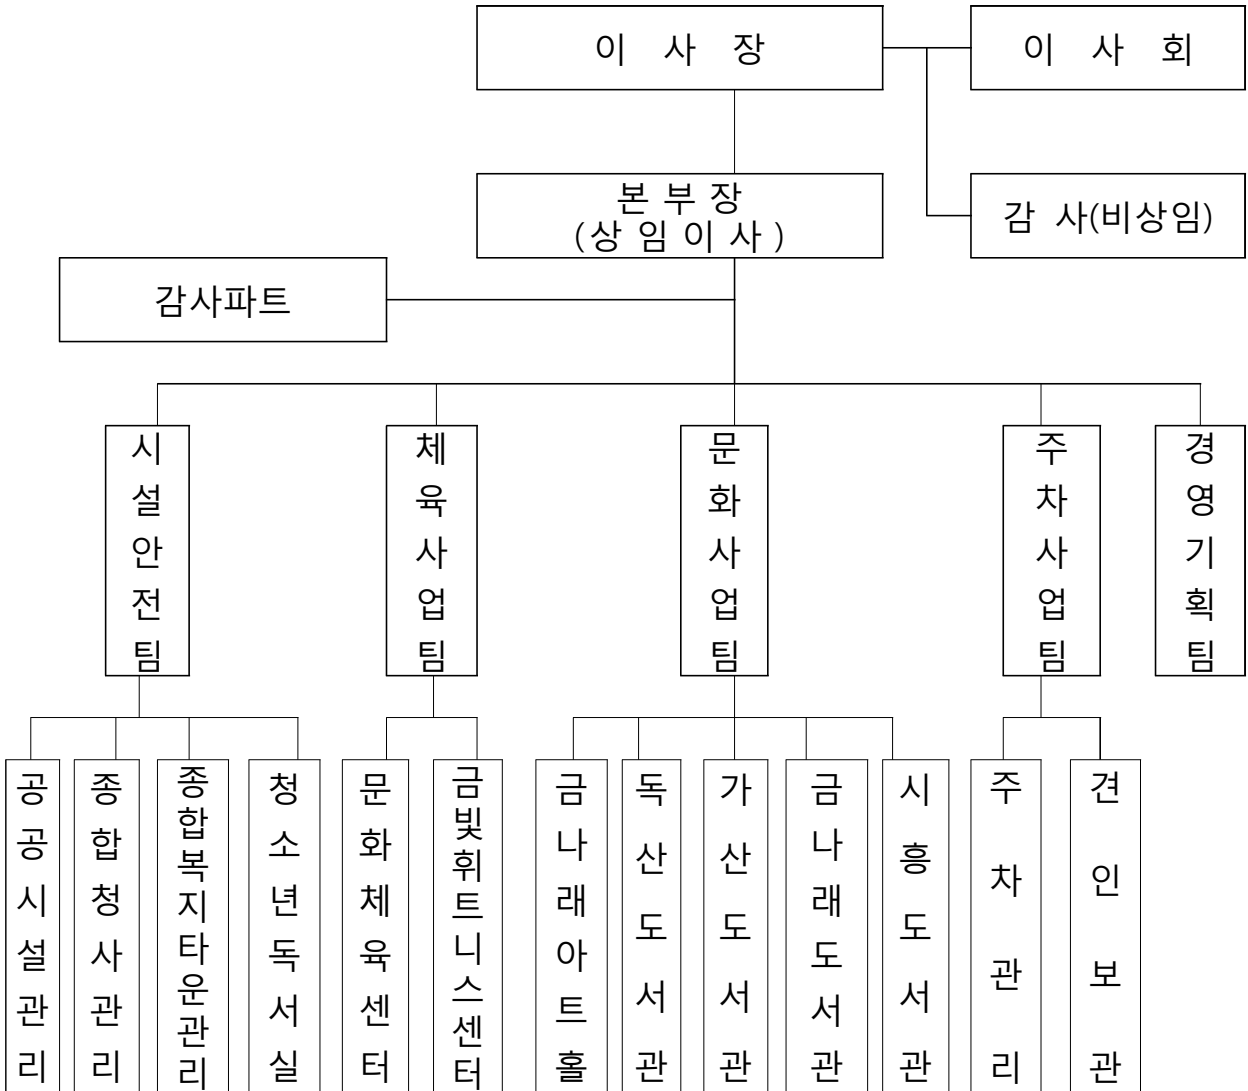 이 사 장
이 사 회
본 부 장
(상 임 이 사 )
감 사(비상임)
감사파트
시설안전팀
체육사업팀
문화사업팀
주차사업팀
경영기획팀
공공시설관리
종합청사관리
종합복지타운관리
청소년독서실
문화체육센터
금빛휘트니스센터
금나래아트홀
독산도서관
가산도서관
금나래도서관
시흥도서관
주차관리
견인보관